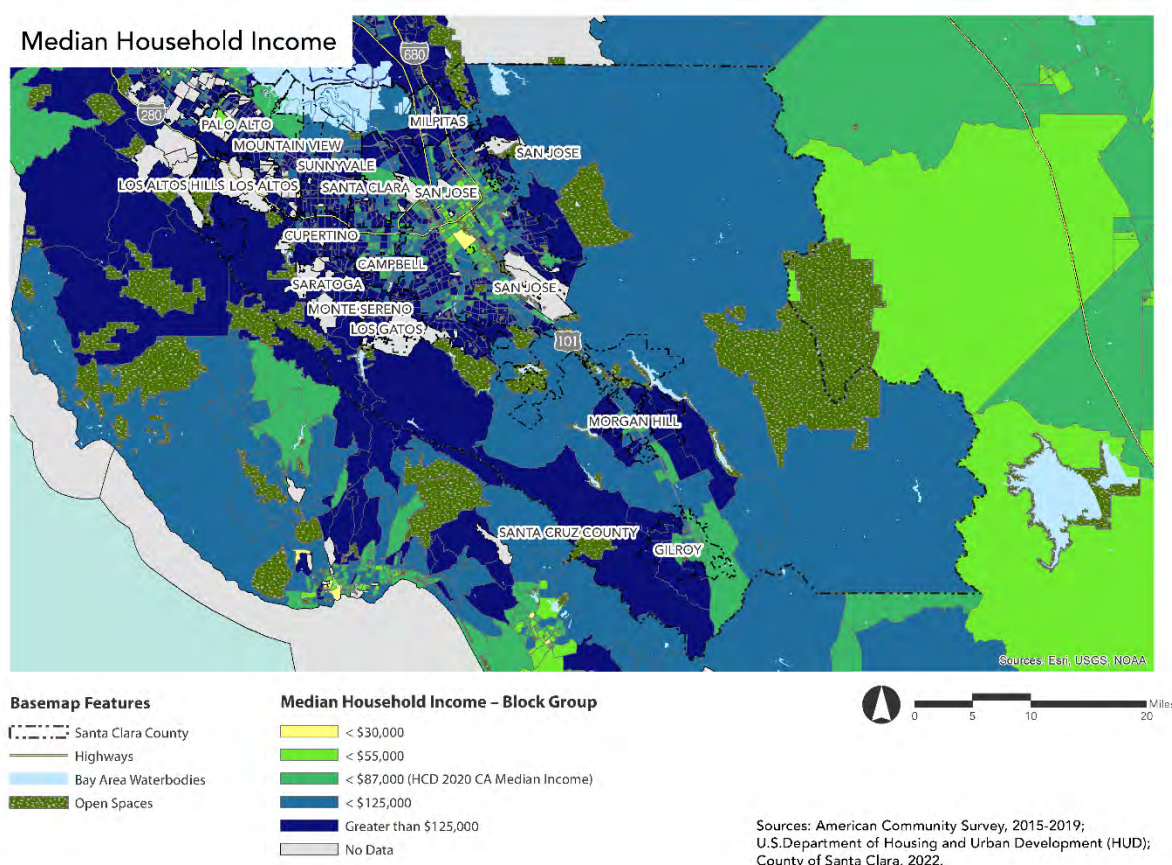 Median Household Income
680
280
PALO ALTO
MILPITAS
MOUNTAIN VIEW
SAN JOSE
SUNNYVALE
LOS ALTOS HILLS
LOS ALTOS
SANTA CLARA
SAN JOSE
CUPERTINO
CAMPBELL
SARATOGA
SAN JOSE
MONTE SERENO
LOS GATOS
101
MORGAN HILL
SANTA CRUZ COUNTY
GILROY
Sources: Esri, USGS, NOAA
Basemap Features
Santa Clara County
Highways
Bay Area Waterbodies
Open Spaces
Median Household Income – Block Group
< $30,000
< $55,000
< $87,000 (HCD 2020 CA Median Income)
< $125,000
Greater than $125,000
No Data
0 5 10 20 Miles
Sources: American Community Survey, 2015-2019;
U.S.Department of Housing and Urban Development (HUD);
County of Santa Clara, 2022.